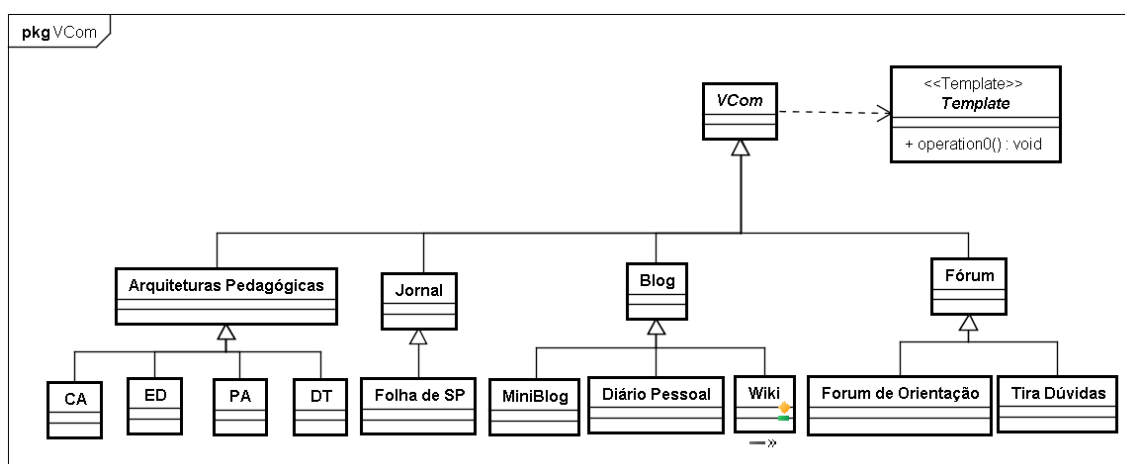 pkg VCom
VCom
<<Template>>
Template
+ operation0() : void
Arquiteturas Pedagógicas
Jornal
Blog
Fórum
CA
ED
PA
DT
Folha de SP
MiniBlog
Diário Pessoal
Wiki
Forum de Orientação
Tira Dúvidas